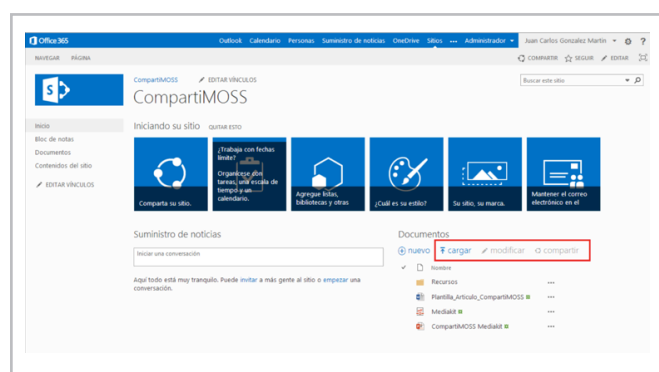 Office 365
Outlook Calendario Personas Suministro de noticias OneDrive Sitios ••• Administrador Juan Carlos González Martín ?
NAVEGAR PÁGINA
COMPARTIR SEGUIR EDITAR
CompartiMOSS EDITAR VÍNCULOS
CompartiMOSS
Buscar este sitio
Inicio
Bloc de notas
Documentos
Contenidos del sitio
EDITAR VÍNCULOS
Iniciando su sitio QUITAR ESTO
Comparta su sitio.
¿Trabaja con fechas
límite?
Organícese con
tareas, una escala de
tiempo y un
calendario.
Agregue listas,
bibliotecas y otras
¿Cuál es su estilo?
Su sitio, su marca.
Mantener el correo
electrónico en el
Suministro de noticias
Iniciar una conversación
Aquí todo está muy tranquilo. Puede invitar a más gente al sitio o empezar una
conversación.
Documentos
nuevo cargar modificar compartir
Nombre
Recursos •••
Plantilla_Articulo_CompartiMOSS •••
Mediakit •••
CompartiMOSS Mediakit •••